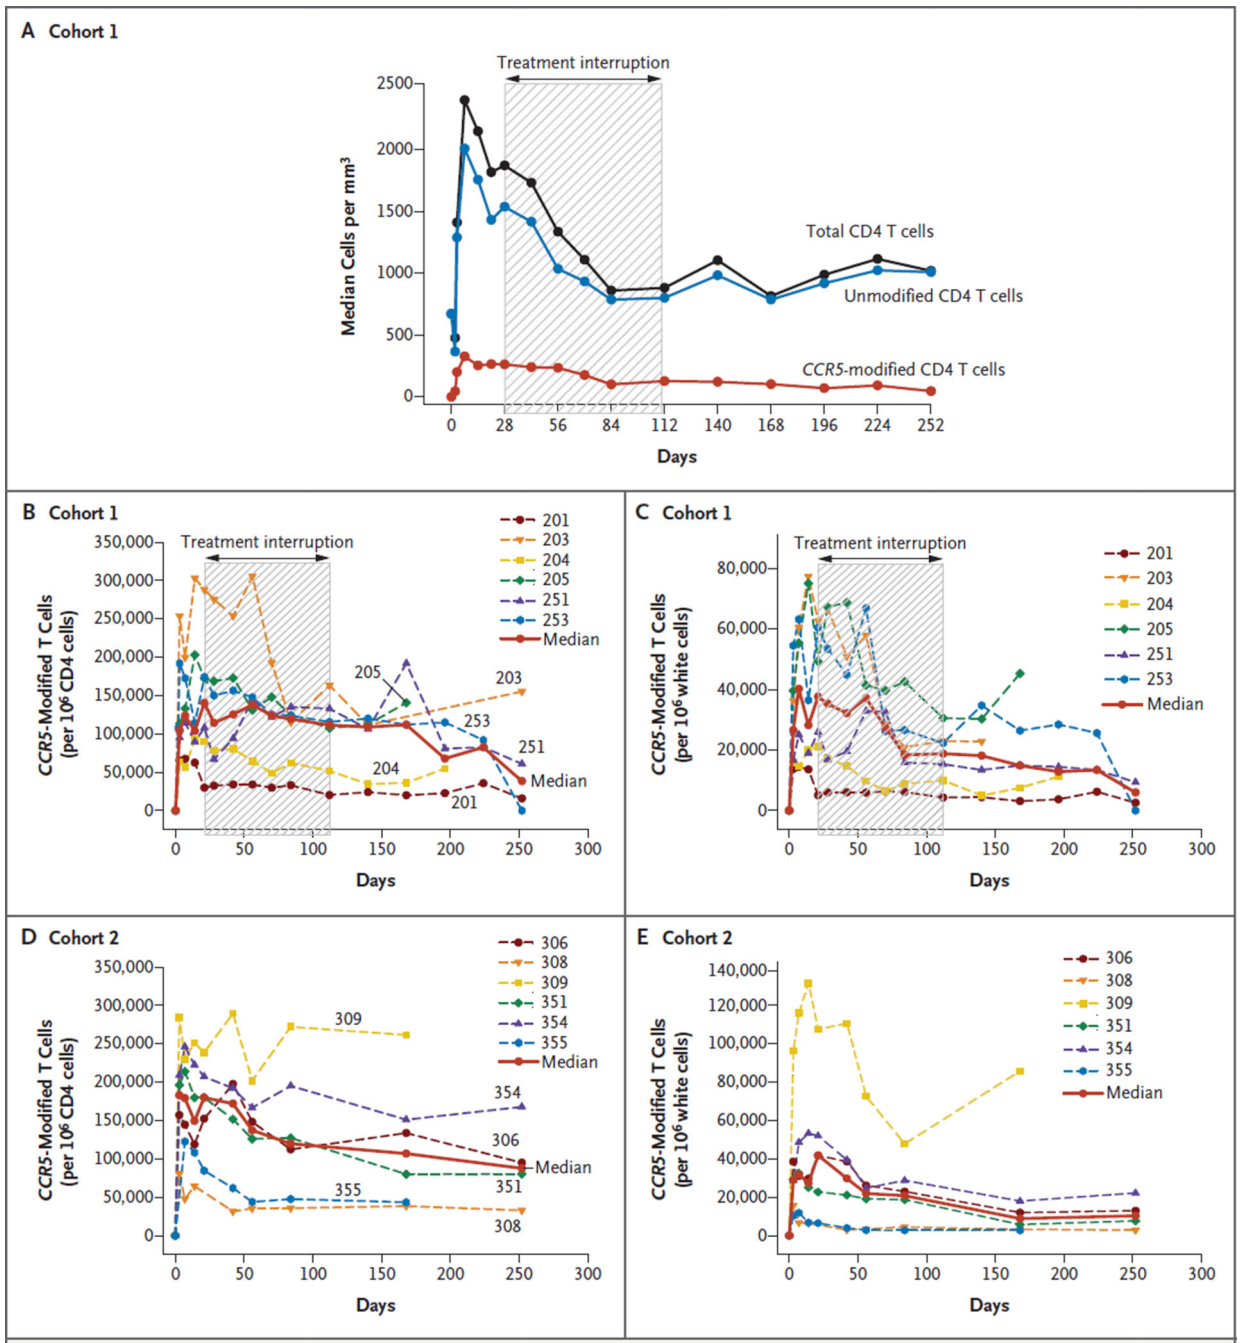 A Cohort 1
Treatment interruption
2500
2000
1500
1000
500
0
Median Cells per mm³
Total CD4 T cells
Unmodified CD4 T cells
CCR5-modified CD4 T cells
0 28 56 84 112 140 168 196 224 252
Days
B Cohort 1
Treatment interruption
350,000
300,000
250,000
200,000
150,000
100,000
50,000
0
CCR5-Modified T Cells
(per 10⁶ CD4 cells)
201
203
204
205
251
253
Median
205
203
253
251
204
Median
201
0 50 100 150 200 250 300
Days
C Cohort 1
Treatment interruption
80,000
60,000
40,000
20,000
0
CCR5-Modified T Cells
(per 10⁶ white cells)
201
203
204
205
251
253
Median
0 50 100 150 200 250 300
Days
D Cohort 2
350,000
300,000
250,000
200,000
150,000
100,000
50,000
0
CCR5-Modified T Cells
(per 10⁶ CD4 cells)
306
308
309
351
354
355
Median
309
354
306
Median
351
355
308
0 50 100 150 200 250 300
Days
E Cohort 2
140,000
120,000
100,000
80,000
60,000
40,000
20,000
0
CCR5-Modified T Cells
(per 10⁶ white cells)
306
308
309
351
354
355
Median
0 50 100 150 200 250 300
Days